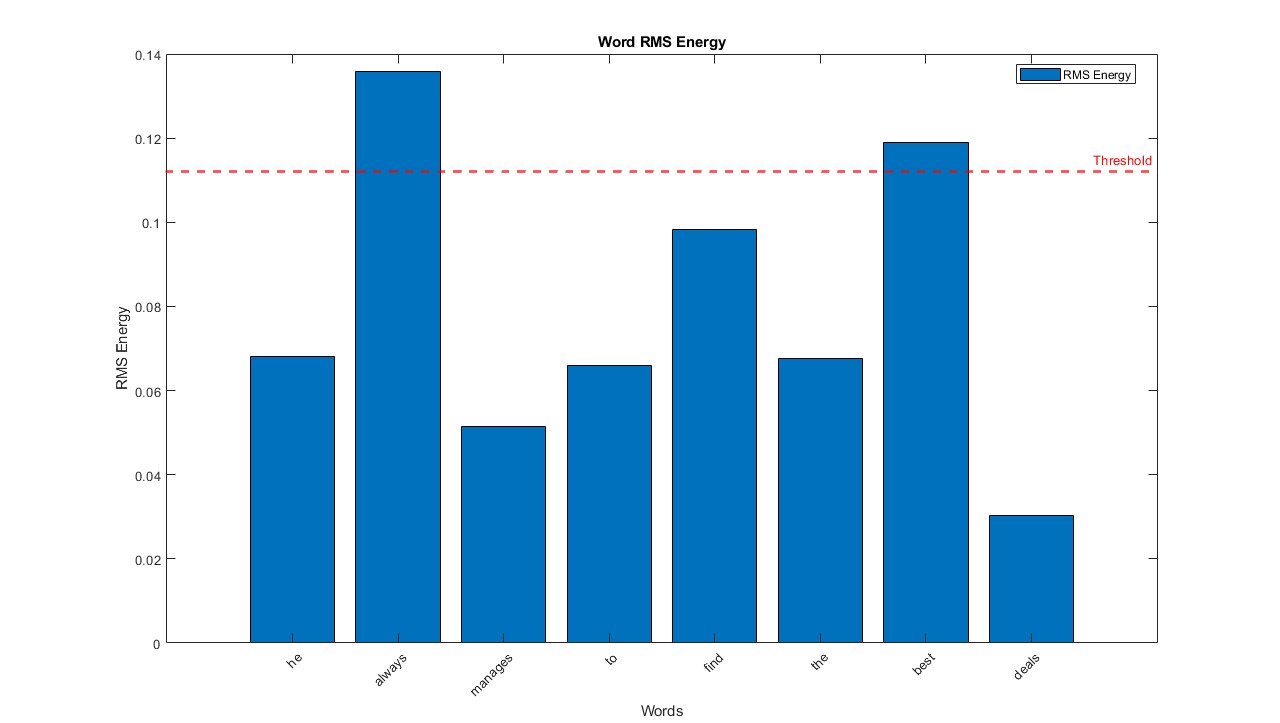 Word RMS Energy
RMS Energy
Threshold
0.14
0.12
0.1
0.08
0.06
0.04
0.02
0
RMS Energy
he
always
manages
to
find
the
best
deals
Words